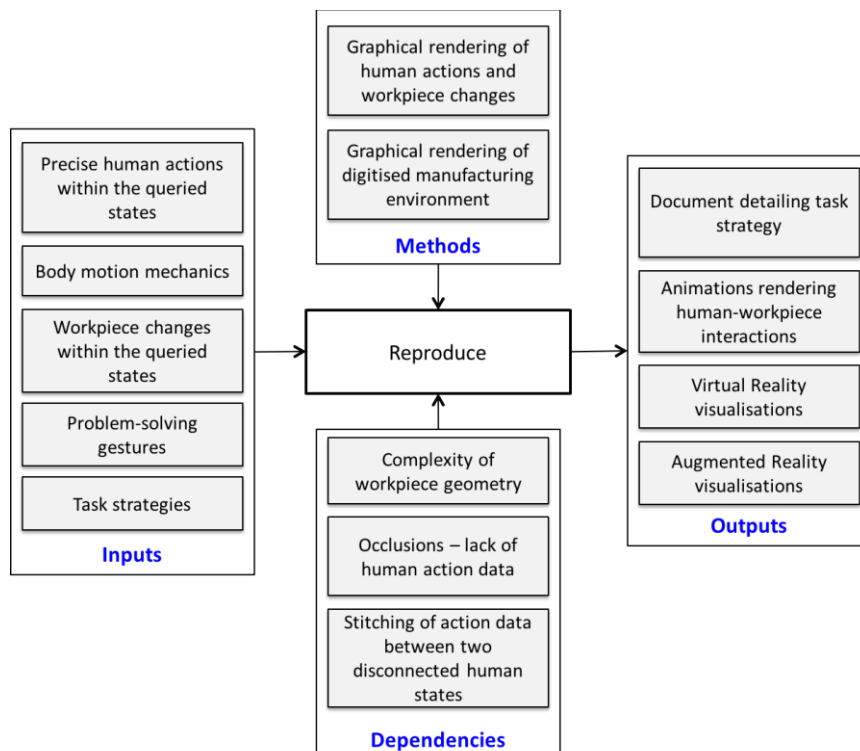 Graphical rendering of
human actions and
workpiece changes
Graphical rendering of
digitised manufacturing
environment
Methods
Precise human actions
within the queried
states
Body motion mechanics
Workpiece changes
within the queried
states
Problem-solving
gestures
Task strategies
Inputs
Reproduce
Complexity of
workpiece geometry
Occlusions – lack of
human action data
Stitching of action data
between two
disconnected human
states
Dependencies
Document detailing task
strategy
Animations rendering
human-workpiece
interactions
Virtual Reality
visualisations
Augmented Reality
visualisations
Outputs